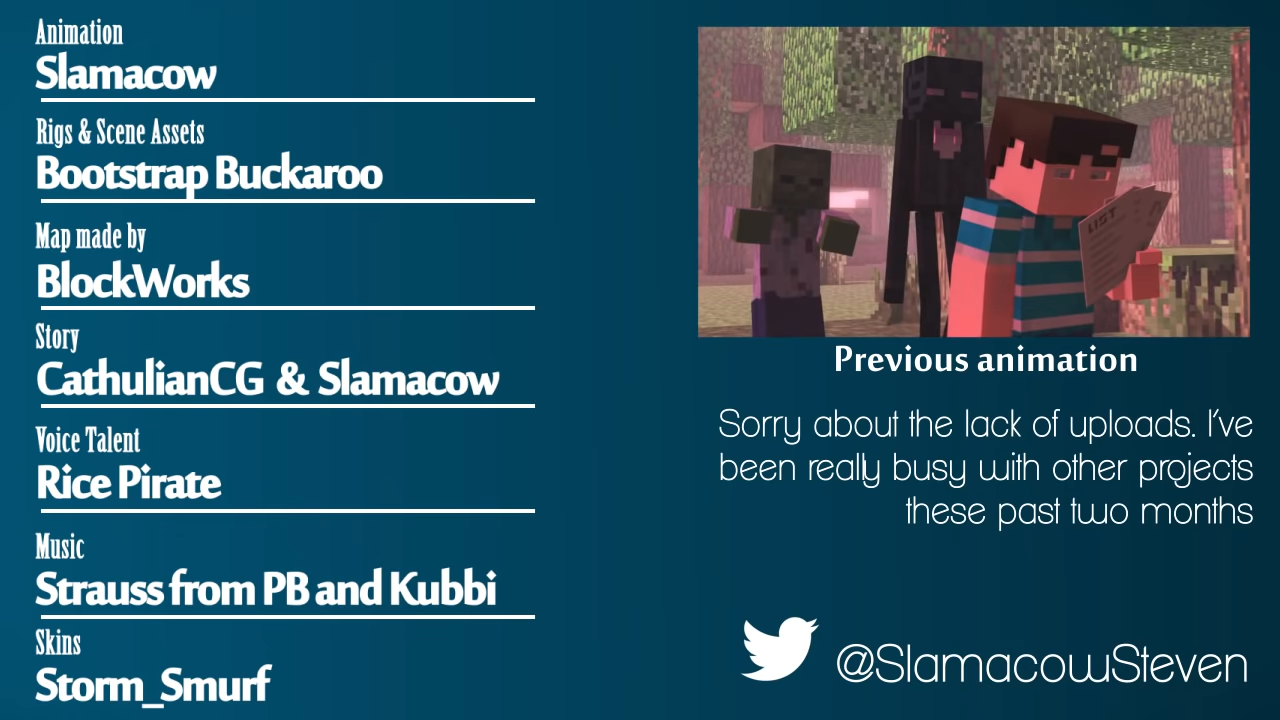 Animation
Slamacow
Rigs & Scene Assets
Bootstrap Buckaroo
Map made by
BlockWorks
Story
CathulianCG & Slamacow
Voice Talent
Rice Pirate
Music
Strauss from PB and Kubbi
Skins
Storm_Smurf
LIST
Previous animation
Sorry about the lack of uploads. I've
been really busy with other projects
these past two months
@SlamacowSteven